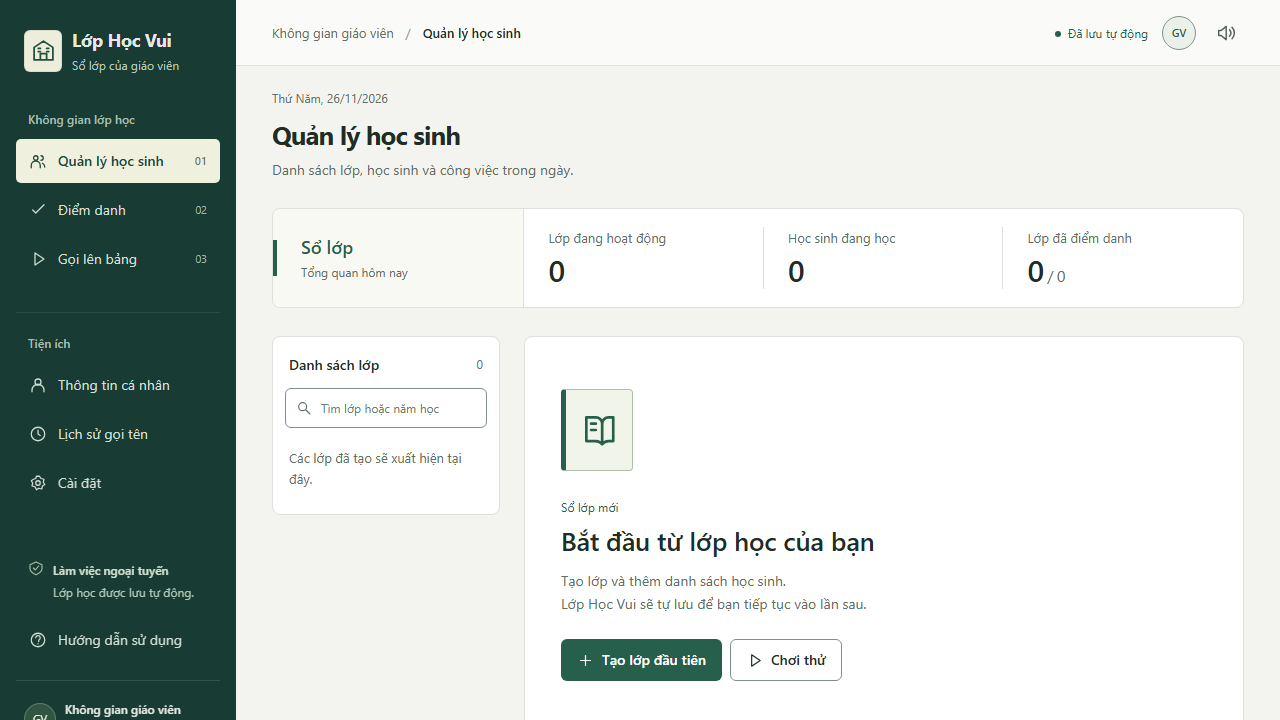 Lớp Học Vui
Sổ lớp của giáo viên
Không gian lớp học
Quản lý học sinh 01
Điểm danh 02
Gọi lên bảng 03
Tiện ích
Thông tin cá nhân
Lịch sử gọi tên
Cài đặt
Làm việc ngoại tuyến
Lớp học được lưu tự động.
Hướng dẫn sử dụng
GV Không gian giáo viên
Không gian giáo viên / Quản lý học sinh
Đã lưu tự động GV
Thứ Năm, 26/11/2026
Quản lý học sinh
Danh sách lớp, học sinh và công việc trong ngày.
Sổ lớp
Tổng quan hôm nay
Lớp đang hoạt động
0
Học sinh đang học
0
Lớp đã điểm danh
0 / 0
Danh sách lớp 0
Tìm lớp hoặc năm học
Các lớp đã tạo sẽ xuất hiện tại
đây.
Sổ lớp mới
Bắt đầu từ lớp học của bạn
Tạo lớp và thêm danh sách học sinh.
Lớp Học Vui sẽ tự lưu để bạn tiếp tục vào lần sau.
Tạo lớp đầu tiên
Chơi thử